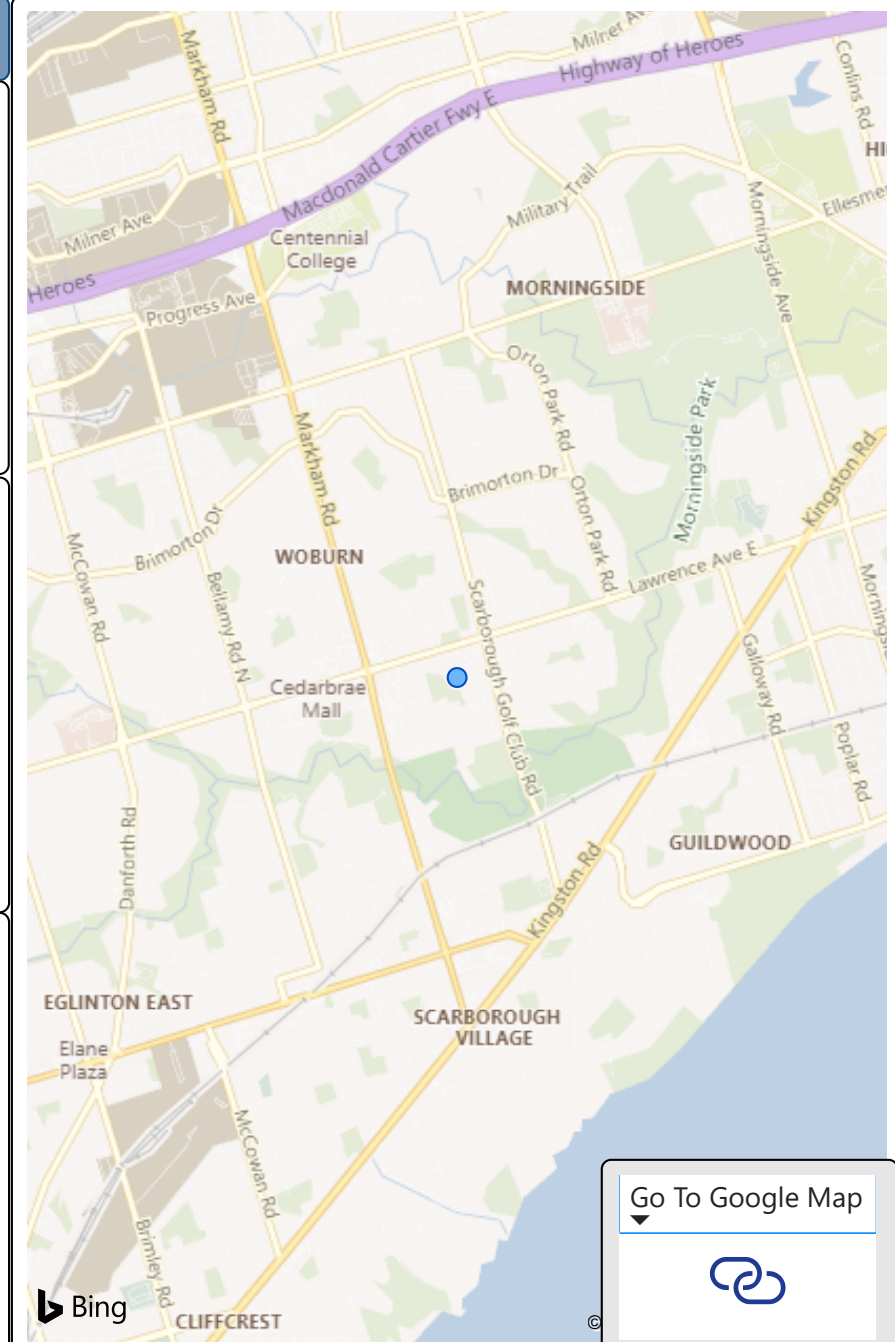 Milner Av
Highway of Heroes
Markham Rd
Conlins Rd
Macdonald Cartier Fwy E
HI
Military Trail
Morningside Ave
Ellesme
Milner Ave
Centennial
College
Heroes
MORNINGSIDE
Progress Ave
Orton Park Rd
Morningside Park
Markham Rd
Kingston Rd
Brimorton Dr
Orton Park Rd
Brimorton Dr
McCowan Rd
WOBURN
Lawrence Ave E
Bellamy Rd N
Scarborough Golf Club Rd
Mornings
Galloway Rd
Cedarbrae
Mall
Poplar Rd
Danforth Rd
GUILDWOOD
Kingston Rd
EGLINTON EAST
SCARBOROUGH
VILLAGE
Elane
Plaza
McCowan Rd
Brimley Rd
Go To Google Map
Bing
CLIFFCREST
©